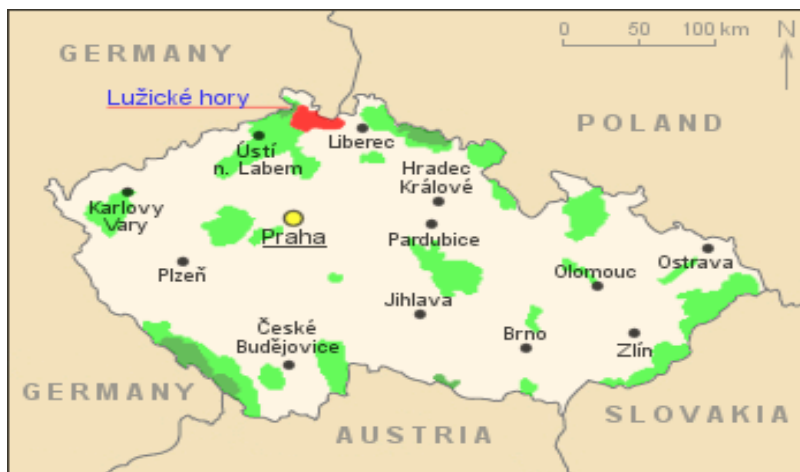 GERMANY
0 50 100 km
N
Lužické hory
POLAND
Liberec
Ústí
n. Labem
Hradec
Králové
Karlovy
Vary
Praha
Pardubice
Plzeň
Olomouc
Ostrava
Jihlava
České
Budějovice
Brno
Zlín
GERMANY
AUSTRIA
SLOVAKIA